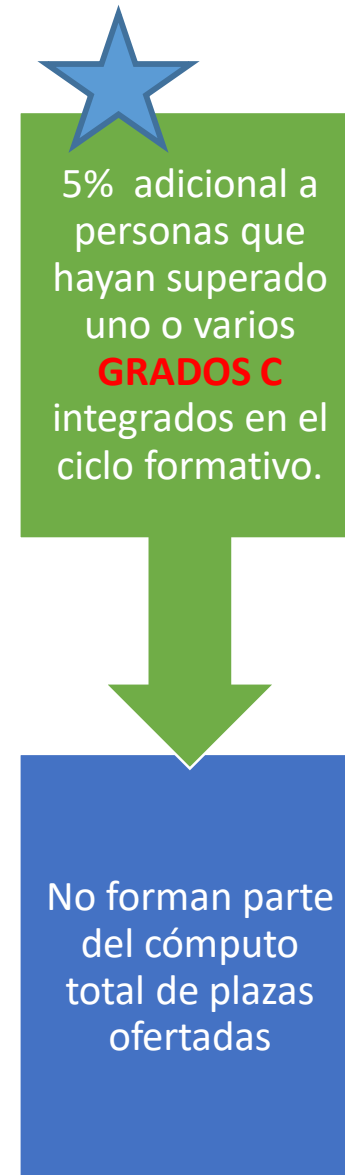 5%  adicional a
personas que
hayan superado
uno o varios
GRADOS C
integrados en el
ciclo formativo.
No forman parte
del cómputo
total de plazas
ofertadas